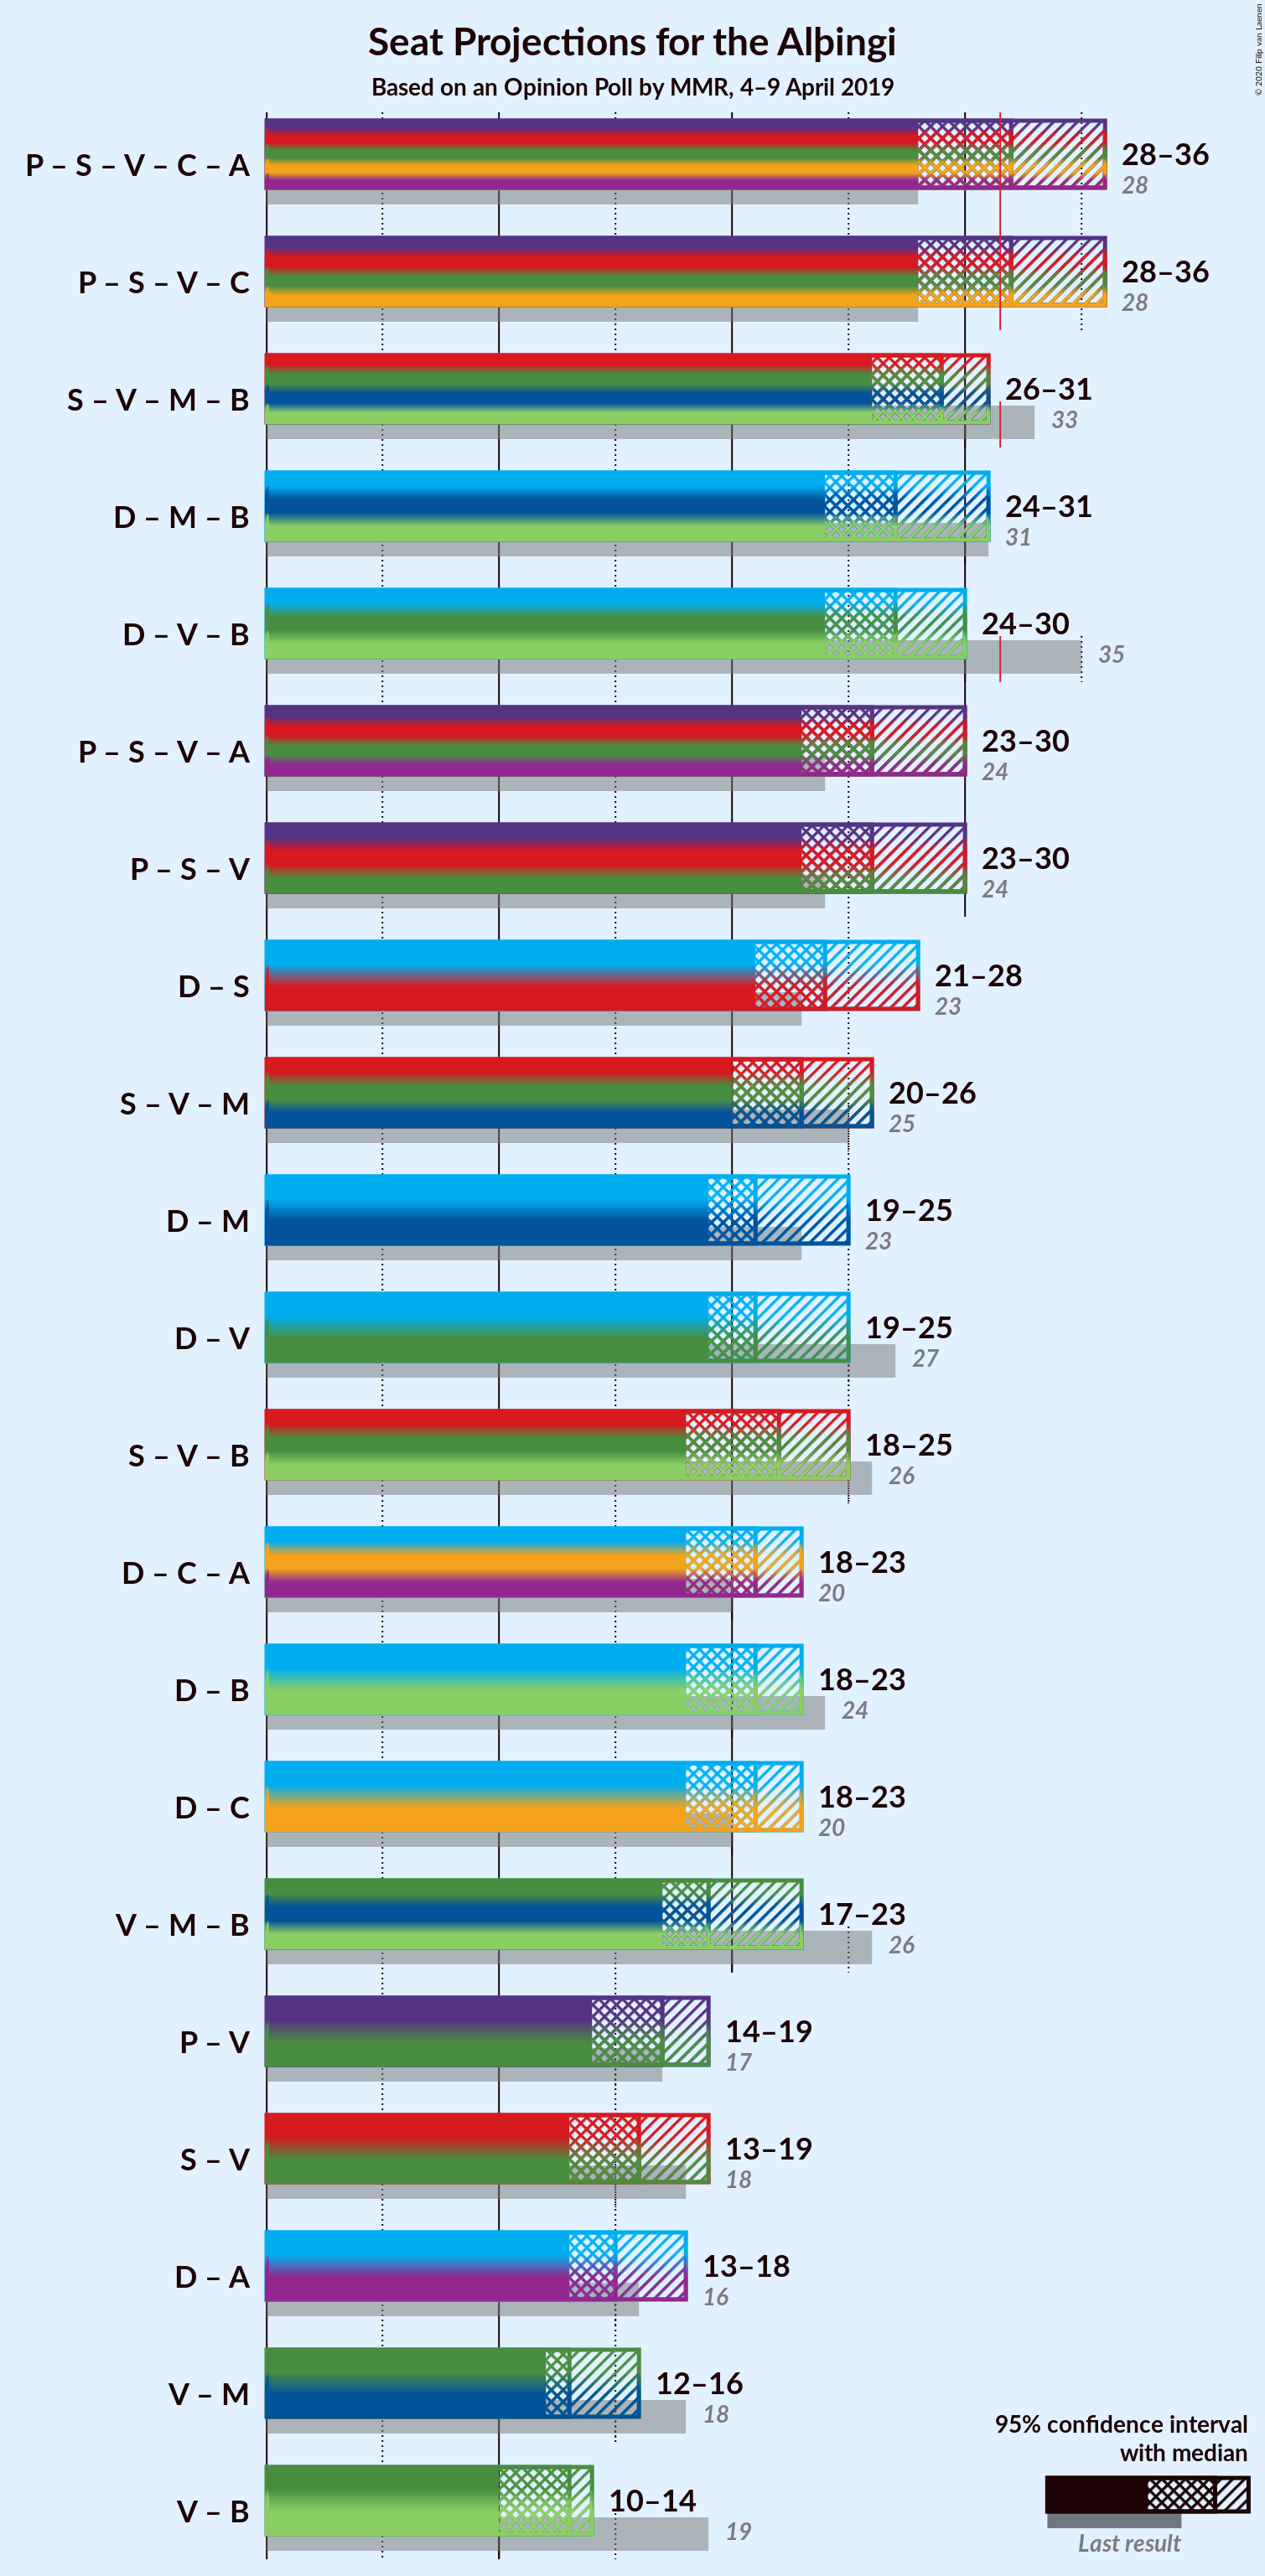 Seat Projections for the Alþingi
Based on an Opinion Poll by MMR, 4–9 April 2019
© 2020 Filip van Laenen
P – S – V – C – A
28–36
28
P – S – V – C
28–36
28
S – V – M – B
26–31
33
D – M – B
24–31
31
D – V – B
24–30
35
P – S – V – A
23–30
24
P – S – V
23–30
24
D – S
21–28
23
S – V – M
20–26
25
D – M
19–25
23
D – V
19–25
27
S – V – B
18–25
26
D – C – A
18–23
20
D – B
18–23
24
D – C
18–23
20
V – M – B
17–23
26
P – V
14–19
17
S – V
13–19
18
D – A
13–18
16
V – M
12–16
18
V – B
10–14
19
95% confidence interval
with median
Last result